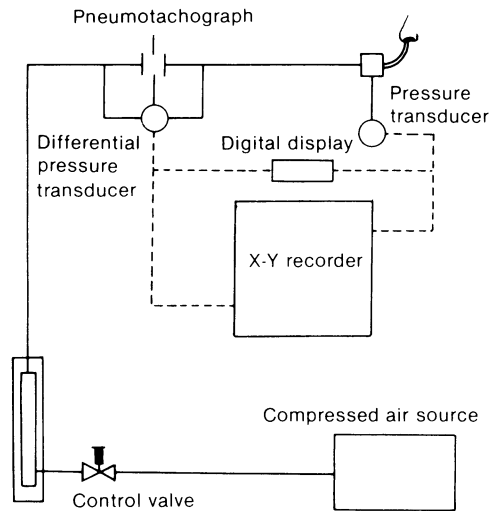 Pneumotachograph
Pressure
transducer
Differential
pressure
transducer
Digital display
X-Y recorder
Compressed air source
Control valve